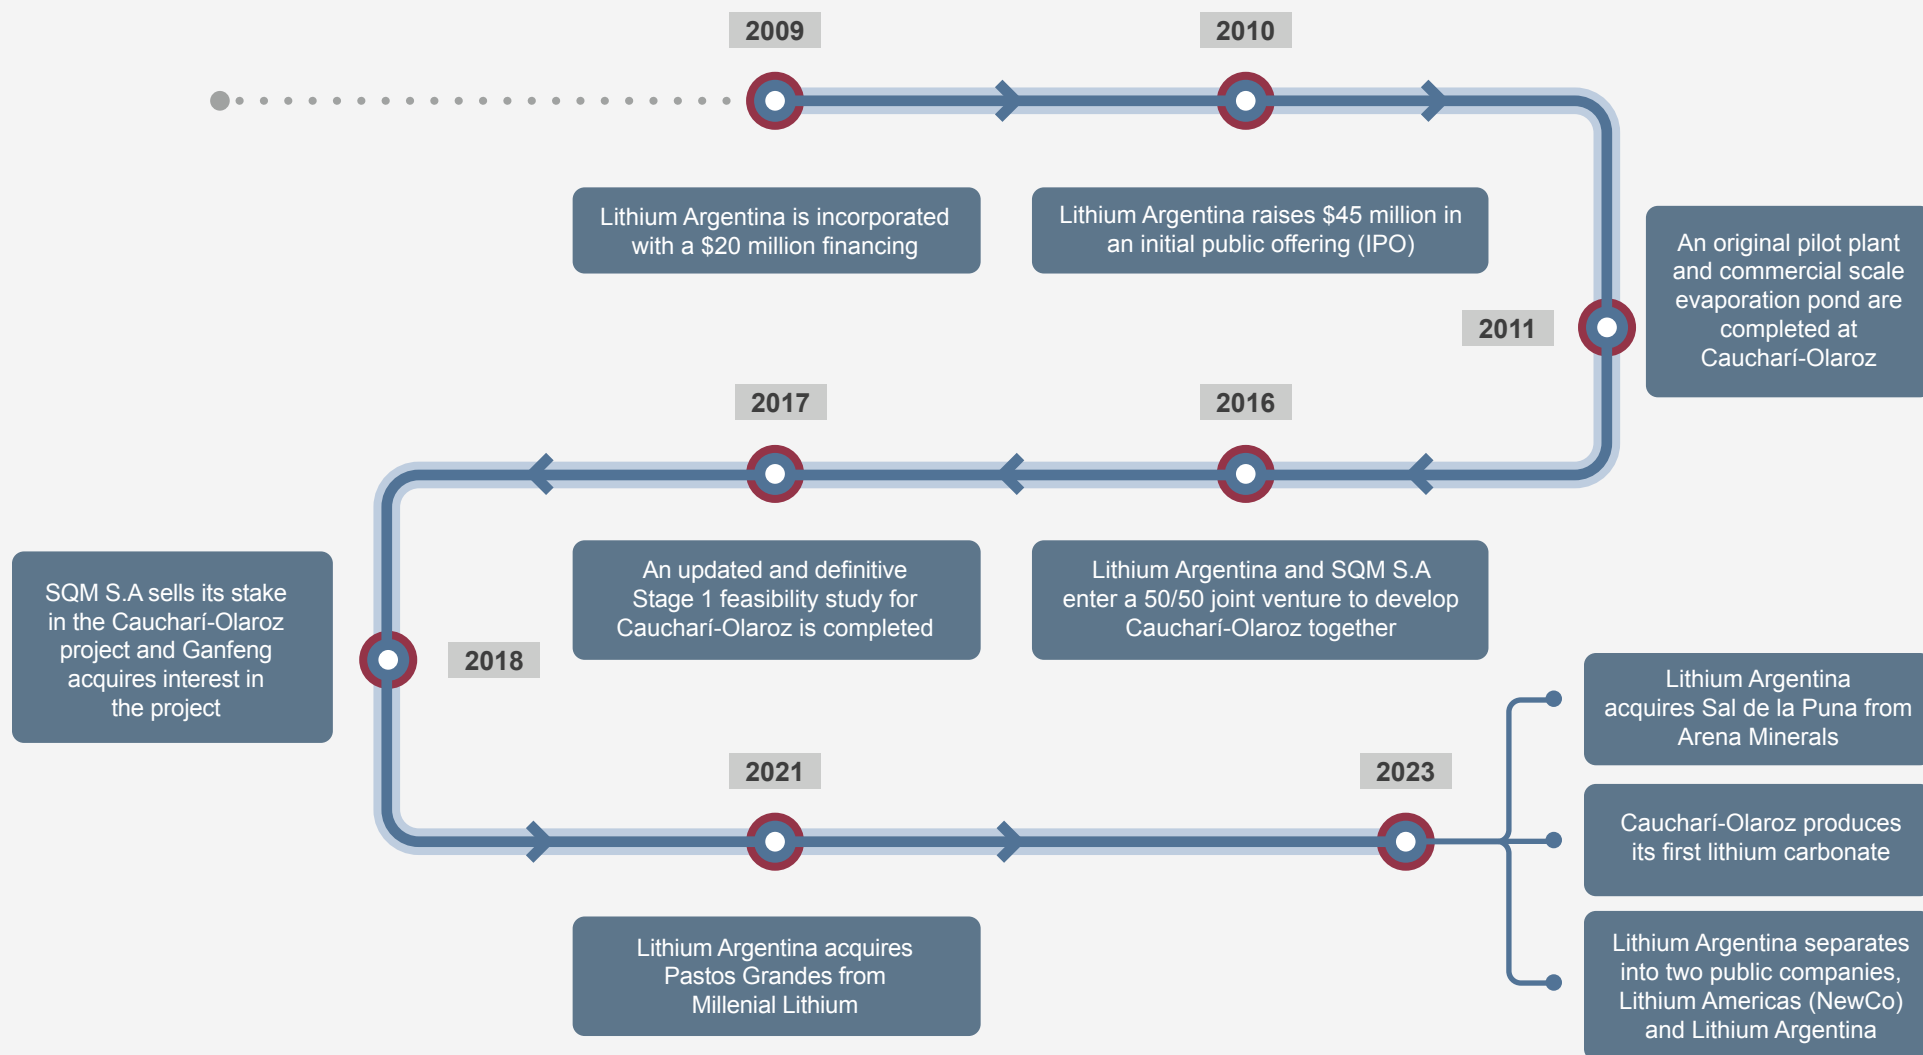 2009
Lithium Argentina is incorporated
with a $20 million financing
2010
Lithium Argentina raises $45 million in
an initial public offering (IPO)
2011
An original pilot plant
and commercial scale
evaporation pond are
completed at
Caucharí-Olaroz
2016
Lithium Argentina and SQM S.A
enter a 50/50 joint venture to develop
Caucharí-Olaroz together
2017
An updated and definitive
Stage 1 feasibility study for
Caucharí-Olaroz is completed
2018
SQM S.A sells its stake
in the Caucharí-Olaroz
project and Ganfeng
acquires interest in
the project
2021
Lithium Argentina acquires
Pastos Grandes from
Millenial Lithium
2023
Lithium Argentina
acquires Sal de la Puna from
Arena Minerals
Caucharí-Olaroz produces
its first lithium carbonate
Lithium Argentina separates
into two public companies,
Lithium Americas (NewCo)
and Lithium Argentina